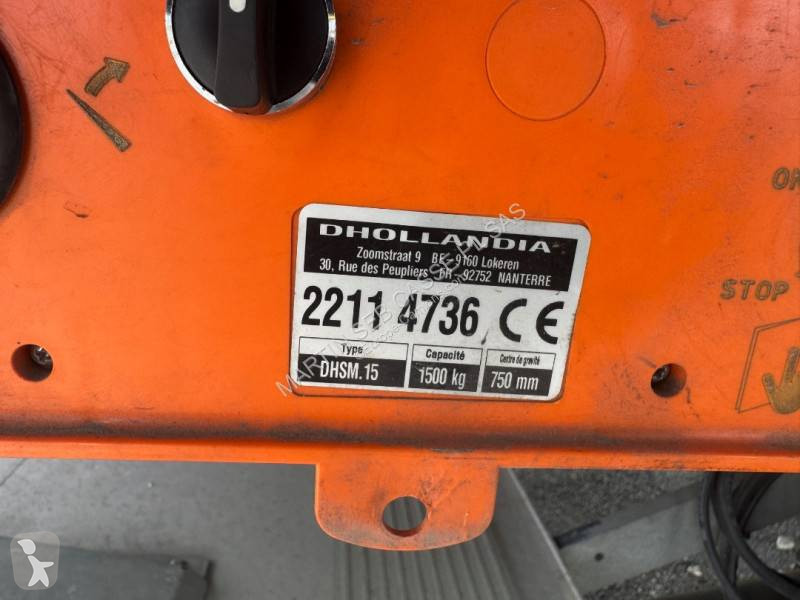 DHOLLANDIA
Zoomstraat 9 BE - 9160 Lokeren
30, Rue des Peupliers FR - 92752 NANTERRE
2211 4736 CE
Type Capacité Centre de gravité
DHSM.15 1500 kg 750 mm
STOP